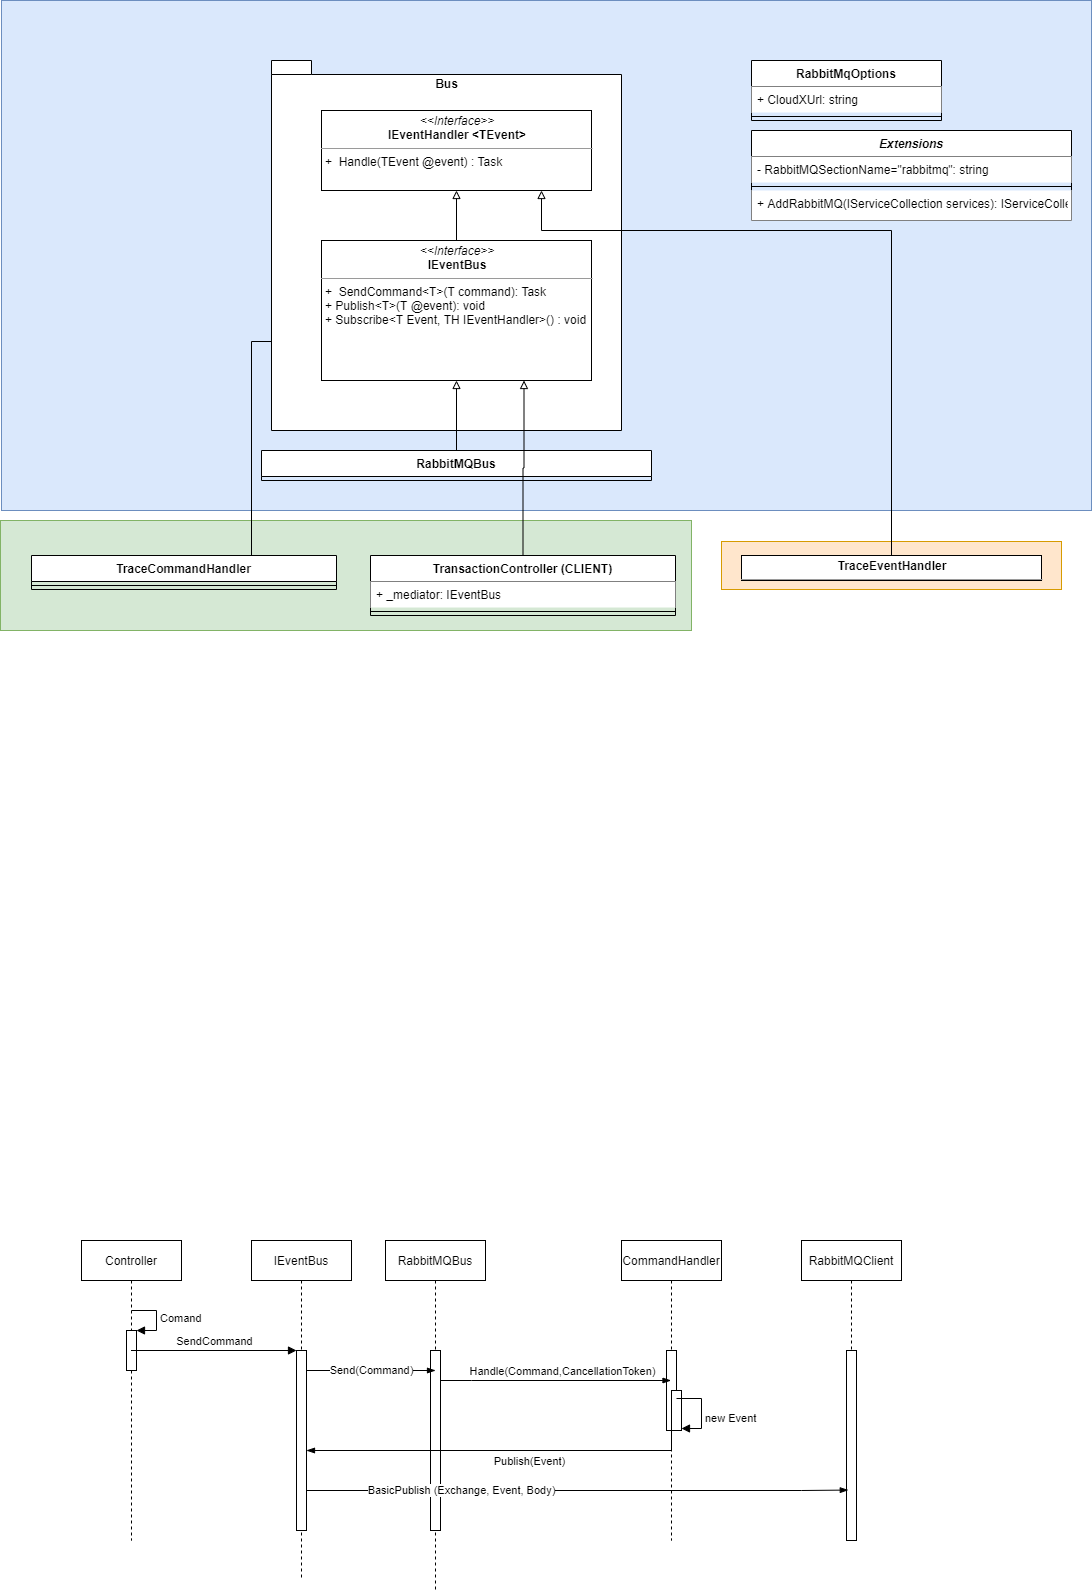 Bus
<<Interface>>
IEventHandler <TEvent>
+ Handle(TEvent @event) : Task
<<Interface>>
IEventBus
+ SendCommand<T>(T command): Task
+ Publish<T>(T @event): void
+ Subscribe<T Event, TH IEventHandler>() : void
RabbitMQBus
RabbitMqOptions
+ CloudXUrl: string
Extensions
- RabbitMQSectionName="rabbitmq": string
+ AddRabbitMQ(IServiceCollection services): IServiceColle
TraceCommandHandler
TransactionController (CLIENT)
+ _mediator: IEventBus
TraceEventHandler
Controller
IEventBus
RabbitMQBus
CommandHandler
RabbitMQClient
Comand
SendCommand
Send(Command)
Handle(Command,CancellationToken)
new Event
Publish(Event)
BasicPublish (Exchange, Event, Body)